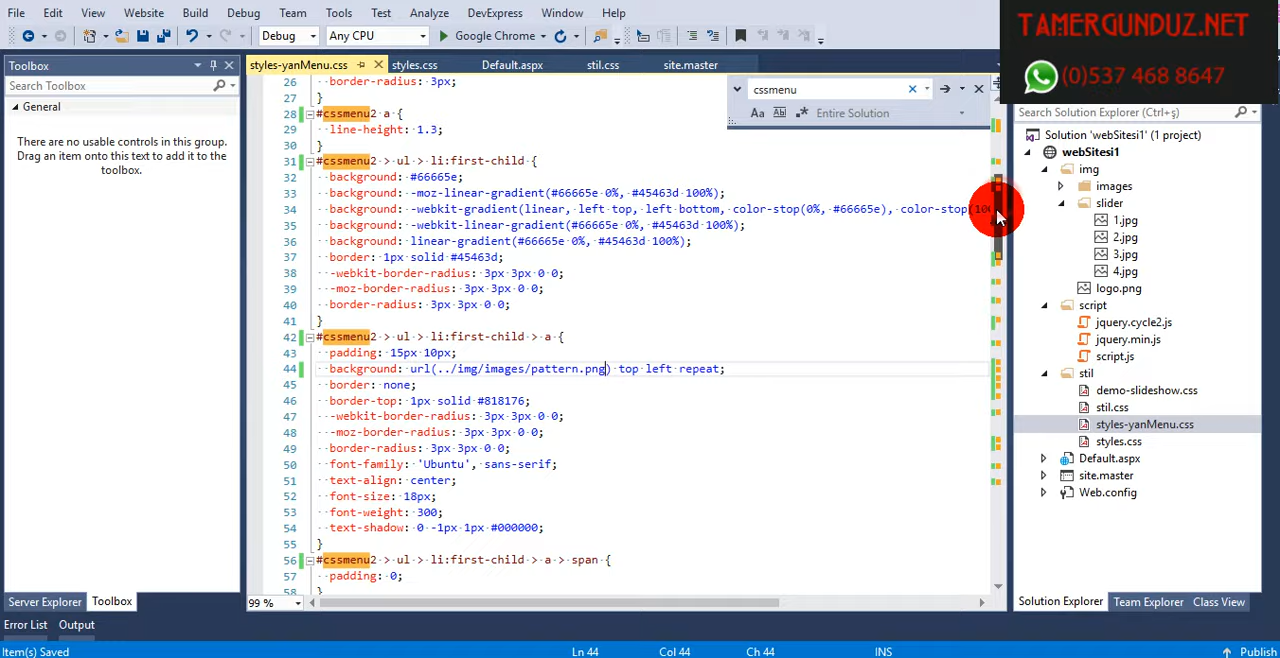 File Edit View Website Build Debug Team Tools Test Analyze DevExpress Window Help
TAMERGUNDUZ.NET
(0)537 468 8647
Debug Any CPU Google Chrome
Toolbox
Search Toolbox
General
There are no usable controls in this group. Drag an item onto this text to add it to the toolbox.
styles-yanMenu.css styles.css Default.aspx stil.css site.master
cssmenu
Aa Ab Entire Solution
26 border-radius: 3px;
27 }
28 #cssmenu2 a {
29 line-height: 1.3;
30 }
31 #cssmenu2 > ul > li:first-child {
32 background: #66665e;
33 background: -moz-linear-gradient(#66665e 0%, #45463d 100%);
34 background: -webkit-gradient(linear, left top, left bottom, color-stop(0%, #66665e), color-stop(10
35 background: -webkit-linear-gradient(#66665e 0%, #45463d 100%);
36 background: linear-gradient(#66665e 0%, #45463d 100%);
37 border: 1px solid #45463d;
38 -webkit-border-radius: 3px 3px 0 0;
39 -moz-border-radius: 3px 3px 0 0;
40 border-radius: 3px 3px 0 0;
41 }
42 #cssmenu2 > ul > li:first-child > a {
43 padding: 15px 10px;
44 background: url(../img/images/pattern.png) top left repeat;
45 border: none;
46 border-top: 1px solid #818176;
47 -webkit-border-radius: 3px 3px 0 0;
48 -moz-border-radius: 3px 3px 0 0;
49 border-radius: 3px 3px 0 0;
50 font-family: 'Ubuntu', sans-serif;
51 text-align: center;
52 font-size: 18px;
53 font-weight: 300;
54 text-shadow: 0 -1px 1px #000000;
55 }
56 #cssmenu2 > ul > li:first-child > a > span {
57 padding: 0;
58 }
99 %
Search Solution Explorer (Ctrl+ş)
Solution 'webSitesi1' (1 project)
webSitesi1
img
images
slider
1.jpg
2.jpg
3.jpg
4.jpg
logo.png
script
jquery.cycle2.js
jquery.min.js
script.js
stil
demo-slideshow.css
stil.css
styles-yanMenu.css
styles.css
Default.aspx
site.master
Web.config
Server Explorer Toolbox
Solution Explorer Team Explorer Class View
Error List Output
Item(s) Saved Ln 44 Col 44 Ch 44 INS Publish